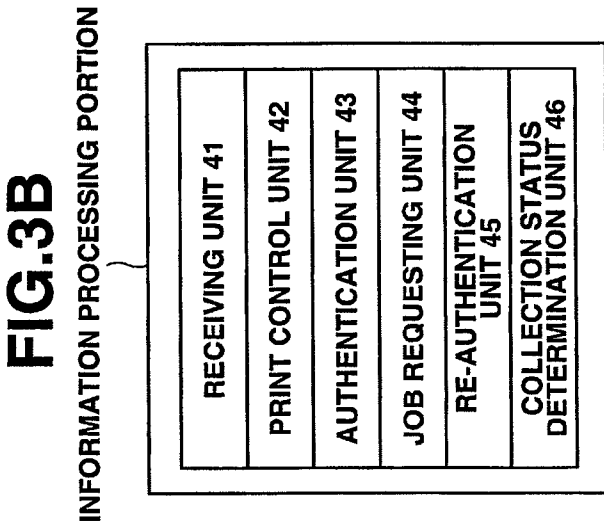 FIG.3B
INFORMATION PROCESSING PORTION
RECEIVING UNIT 41
PRINT CONTROL UNIT 42
AUTHENTICATION UNIT 43
JOB REQUESTING UNIT 44
RE-AUTHENTICATION
UNIT 45
COLLECTION STATUS
DETERMINATION UNIT 46